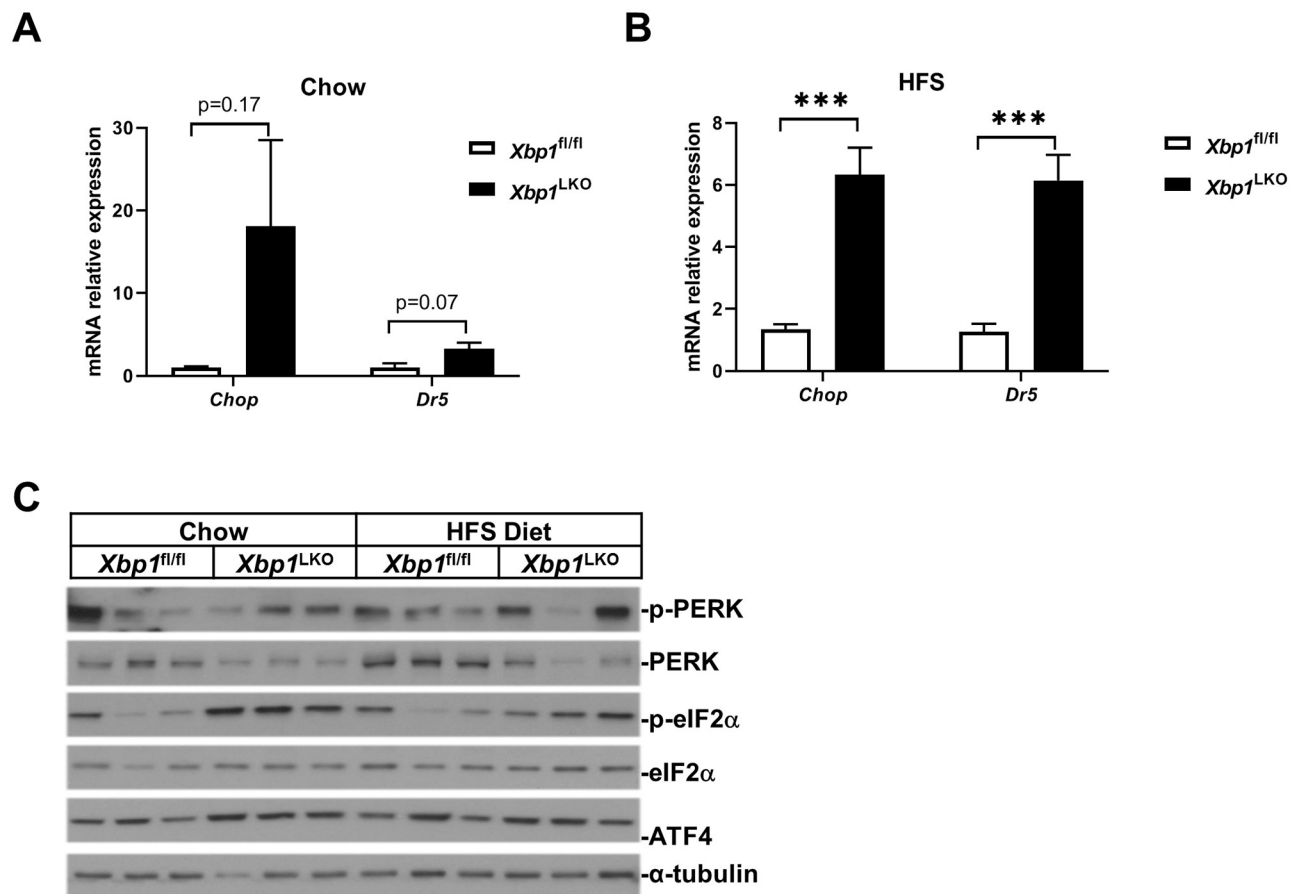 A
Chow
p=0.17
p=0.07
mRNA relative expression
30
20
10
0
Chop
Dr5
Xbp1fl/fl
Xbp1LKO
B
HFS
***
***
mRNA relative expression
8
6
4
2
0
Chop
Dr5
Xbp1fl/fl
Xbp1LKO
C
Chow HFS Diet
Xbp1fl/fl Xbp1LKO Xbp1fl/fl Xbp1LKO
-p-PERK
-PERK
-p-eIF2α
-eIF2α
-ATF4
-α-tubulin